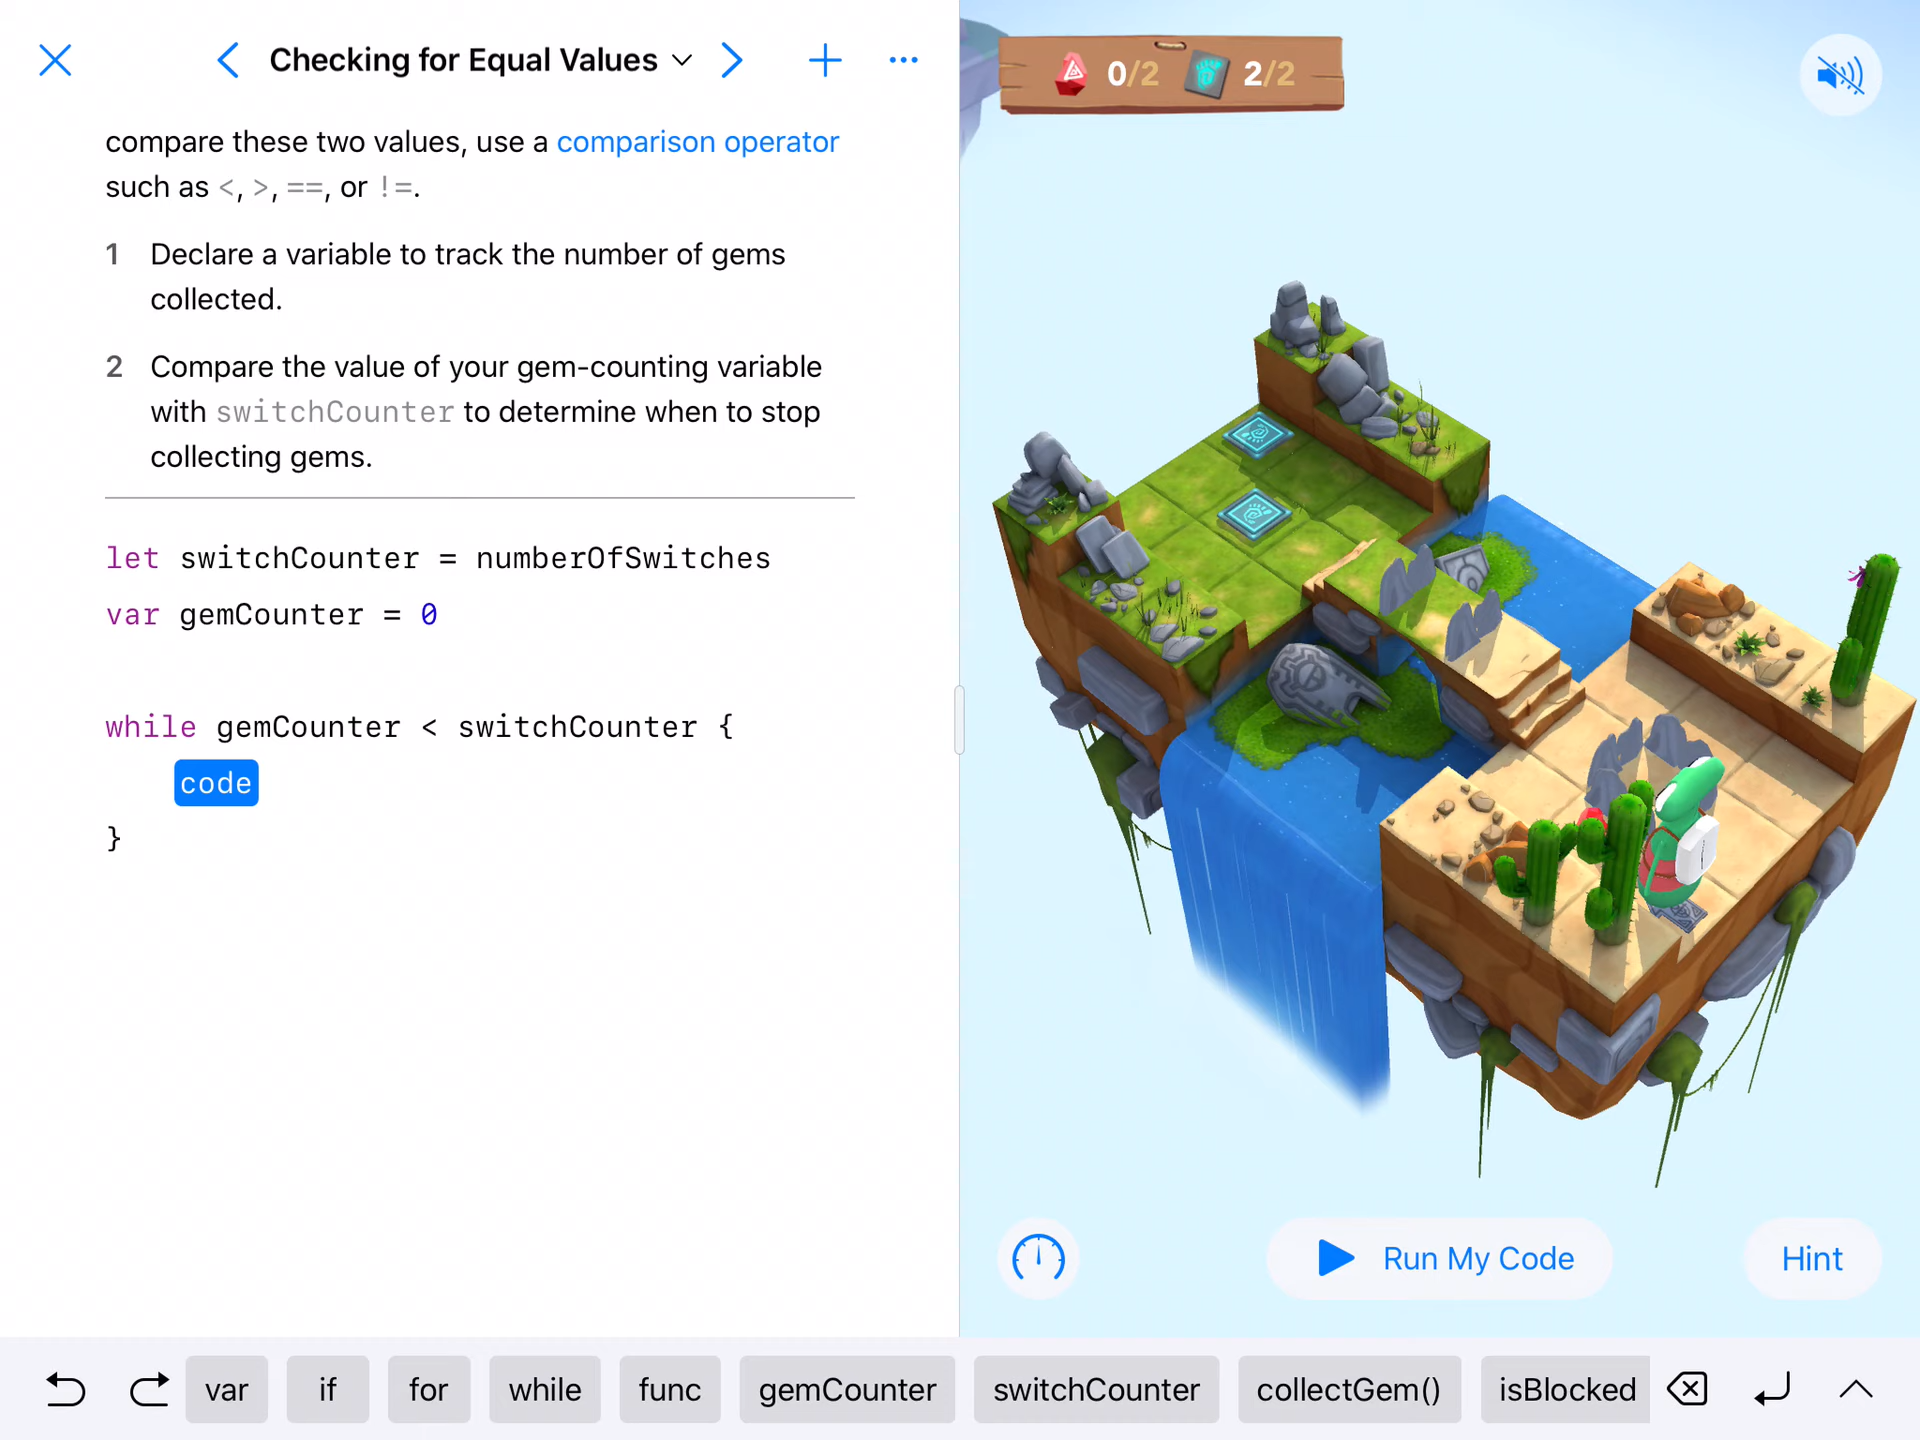 Checking for Equal Values
compare these two values, use a comparison operator
such as <, >, ==, or !=.
1 Declare a variable to track the number of gems
collected.
2 Compare the value of your gem-counting variable
with switchCounter to determine when to stop
collecting gems.
let switchCounter = numberOfSwitches
var gemCounter = 0
while gemCounter < switchCounter {
code
}
0/2 2/2
Run My Code
Hint
var if for while func gemCounter switchCounter collectGem() isBlocked